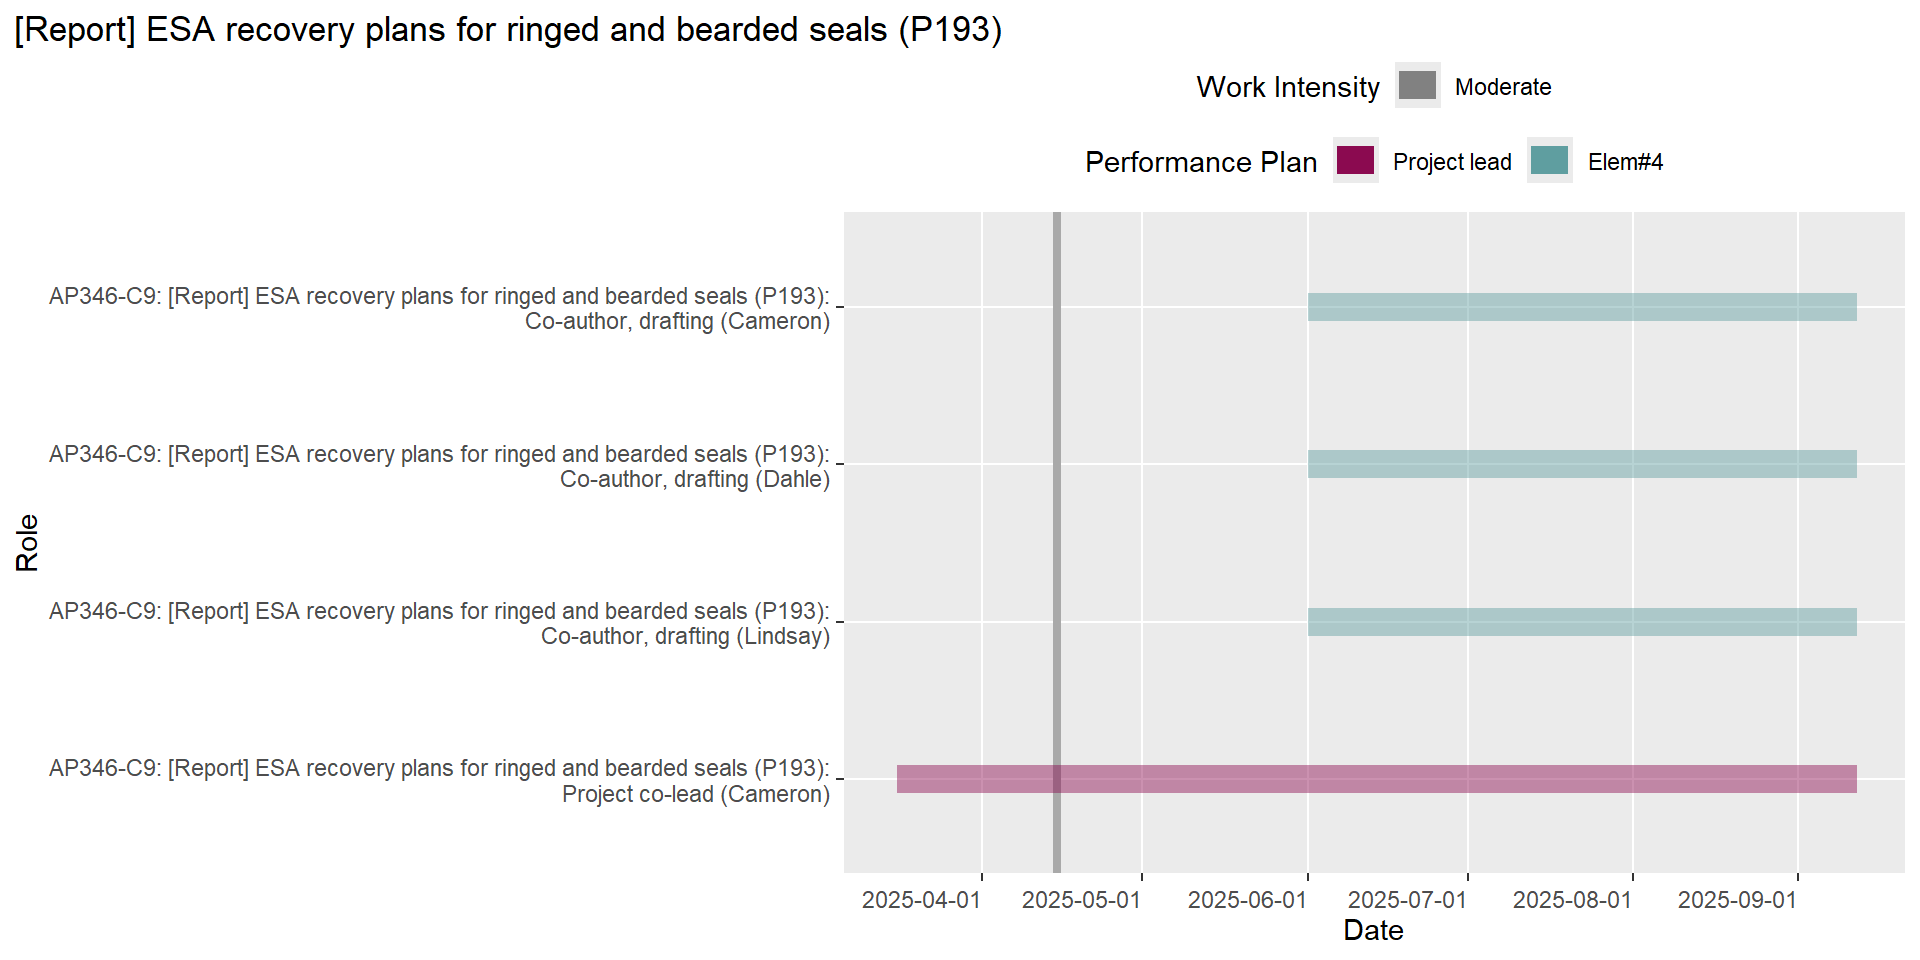 [Report] ESA recovery plans for ringed and bearded seals (P193)
Work Intensity Moderate
Performance Plan Project lead Elem#4
AP346-C9: [Report] ESA recovery plans for ringed and bearded seals (P193):
Co-author, drafting (Cameron)
AP346-C9: [Report] ESA recovery plans for ringed and bearded seals (P193):
Co-author, drafting (Dahle)
AP346-C9: [Report] ESA recovery plans for ringed and bearded seals (P193):
Co-author, drafting (Lindsay)
AP346-C9: [Report] ESA recovery plans for ringed and bearded seals (P193):
Project co-lead (Cameron)
Role
2025-04-01 2025-05-01 2025-06-01 2025-07-01 2025-08-01 2025-09-01
Date